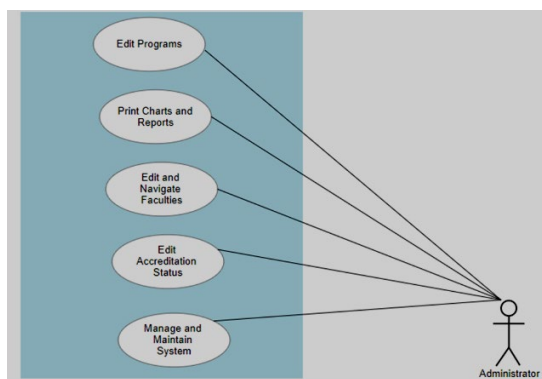 Edit Programs
Print Charts and
Reports
Edit and
Navigate
Faculties
Edit
Accreditation
Status
Manage and
Maintain
System
Administrator